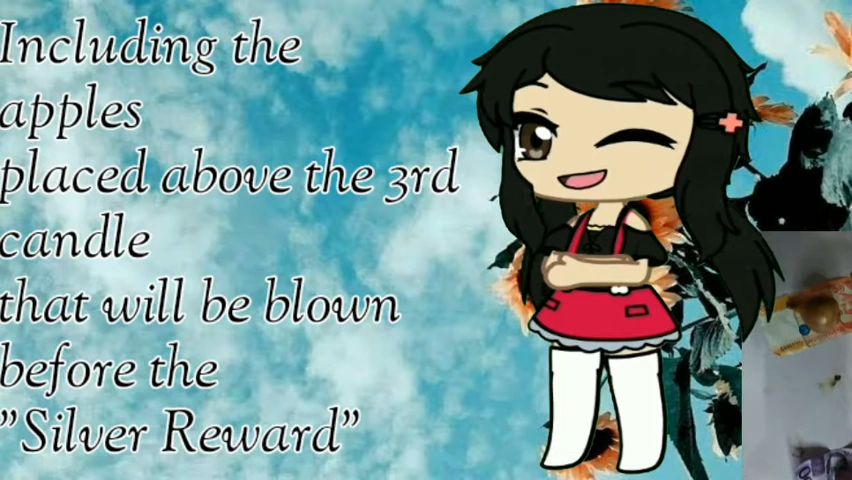 Including the
apples
placed above the 3rd
candle
that will be blown
before the
"Silver Reward"